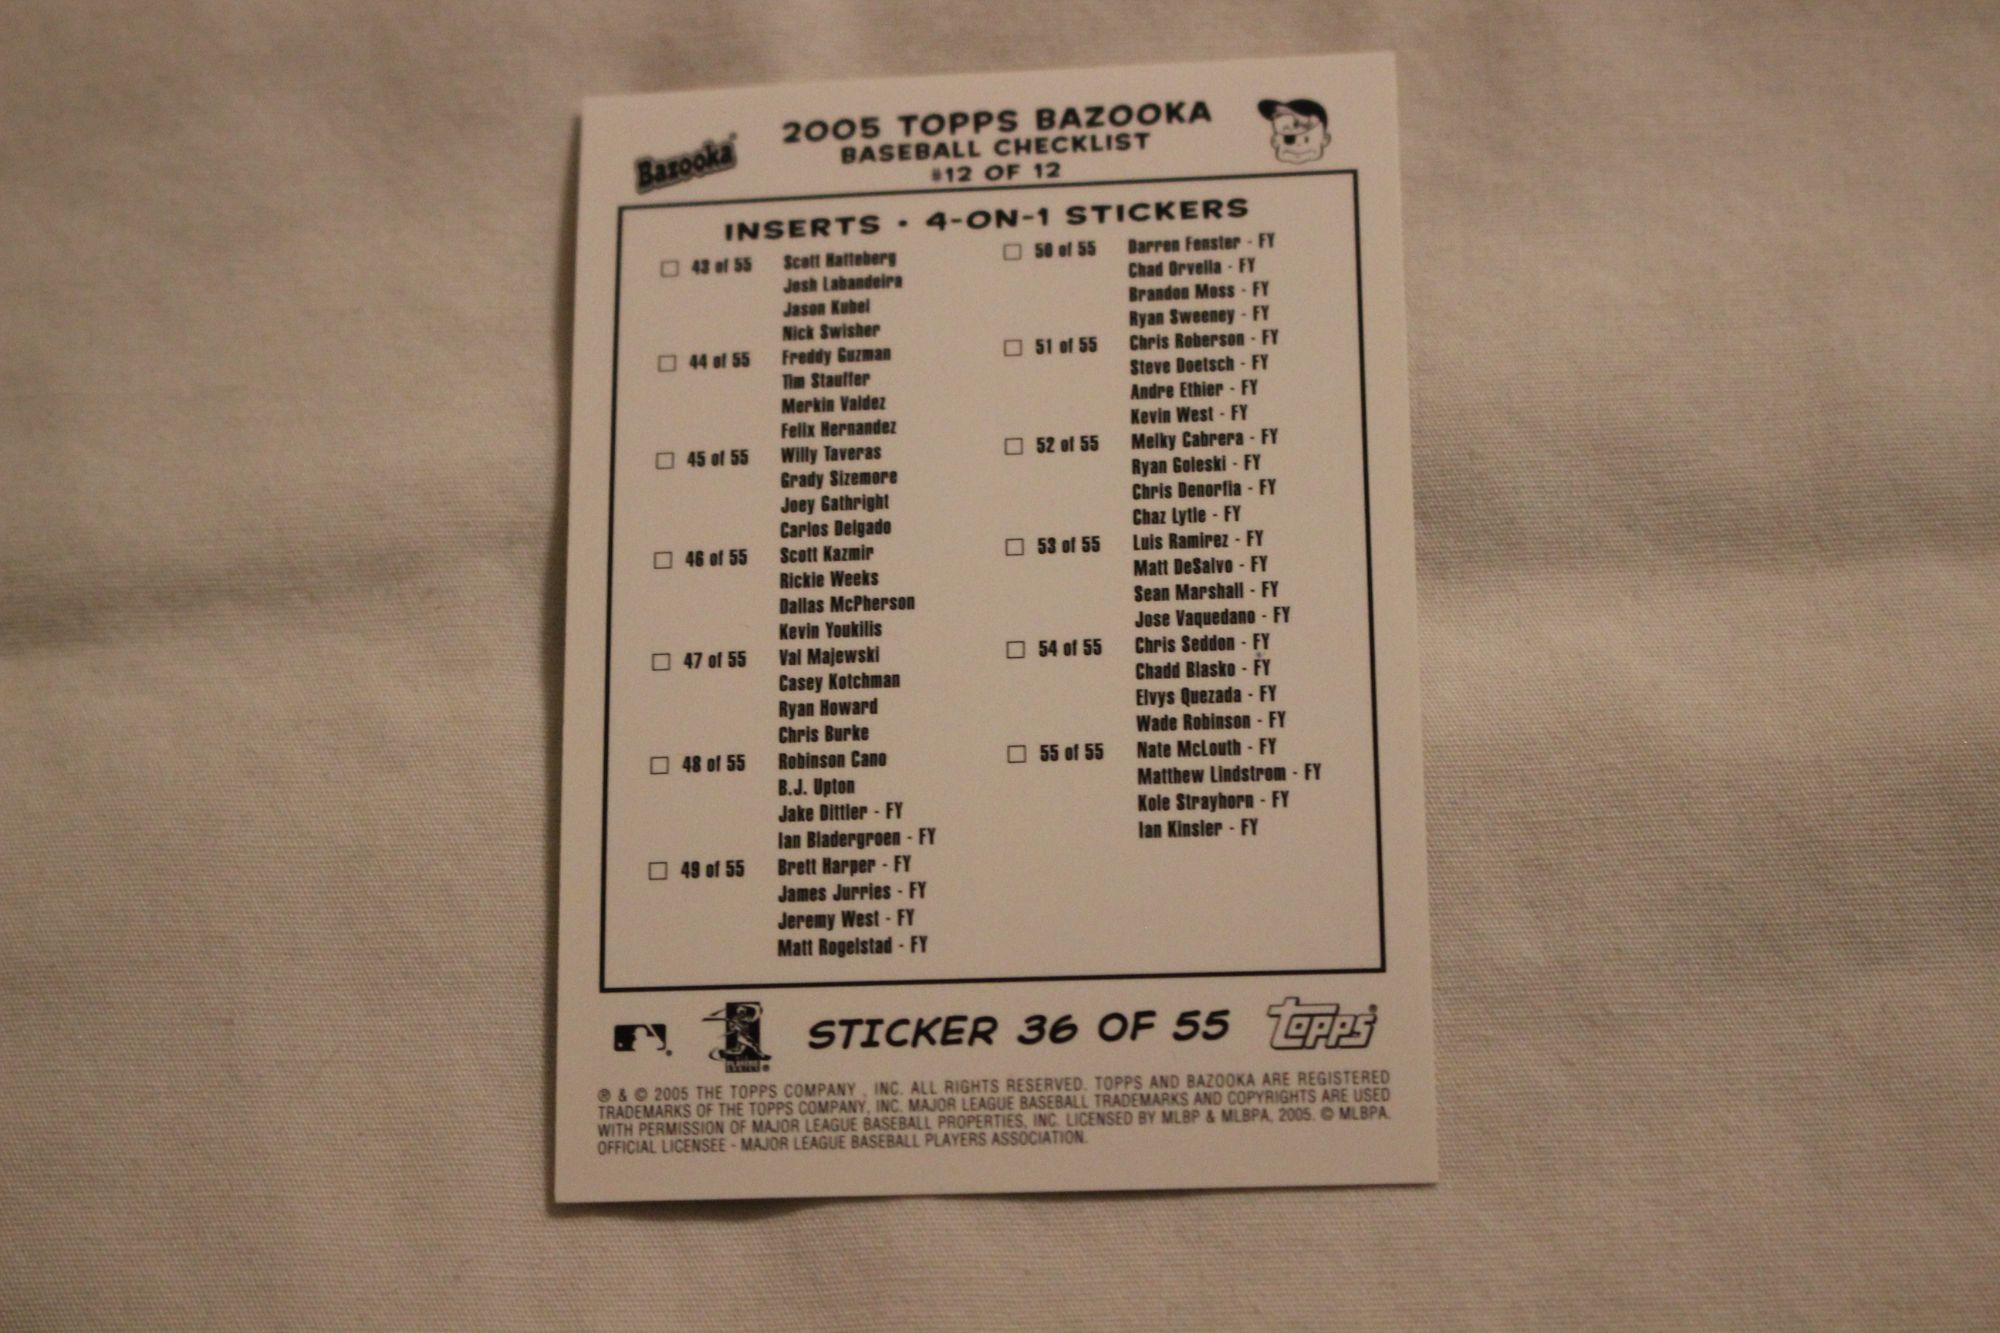 Bazooka
2005 TOPPS BAZOOKA
BASEBALL CHECKLIST
#12 OF 12
INSERTS • 4-ON-1 STICKERS
43 of 55 Scott Hatteberg
Josh Labandeira
Jason Kubel
Nick Swisher
44 of 55 Freddy Guzman
Tim Stauffer
Merkin Valdez
Felix Hernandez
45 of 55 Willy Taveras
Grady Sizemore
Joey Gathright
Carlos Delgado
46 of 55 Scott Kazmir
Rickie Weeks
Dallas McPherson
Kevin Youkilis
47 of 55 Val Majewski
Casey Kotchman
Ryan Howard
Chris Burke
48 of 55 Robinson Cano
B.J. Upton
Jake Dittler - FY
Ian Bladergroen - FY
49 of 55 Brett Harper - FY
James Jurries - FY
Jeremy West - FY
Matt Rogelstad - FY
50 of 55 Darren Fenster - FY
Chad Orvella - FY
Brandon Moss - FY
Ryan Sweeney - FY
51 of 55 Chris Roberson - FY
Steve Doetsch - FY
Andre Ethier - FY
Kevin West - FY
52 of 55 Melky Cabrera - FY
Ryan Goleski - FY
Chris Denorfia - FY
Chaz Lytle - FY
53 of 55 Luis Ramirez - FY
Matt DeSalvo - FY
Sean Marshall - FY
Jose Vaquedano - FY
54 of 55 Chris Seddon - FY
Chadd Blasko - FY
Elvys Quezada - FY
Wade Robinson - FY
55 of 55 Nate McLouth - FY
Matthew Lindstrom - FY
Kole Strayhorn - FY
Ian Kinsler - FY
STICKER 36 OF 55
topps
® & © 2005 THE TOPPS COMPANY , INC. ALL RIGHTS RESERVED. TOPPS AND BAZOOKA ARE REGISTERED
TRADEMARKS OF THE TOPPS COMPANY, INC. MAJOR LEAGUE BASEBALL TRADEMARKS AND COPYRIGHTS ARE USED
WITH PERMISSION OF MAJOR LEAGUE BASEBALL PROPERTIES, INC. LICENSED BY MLBP & MLBPA, 2005. © MLBPA.
OFFICIAL LICENSEE - MAJOR LEAGUE BASEBALL PLAYERS ASSOCIATION.